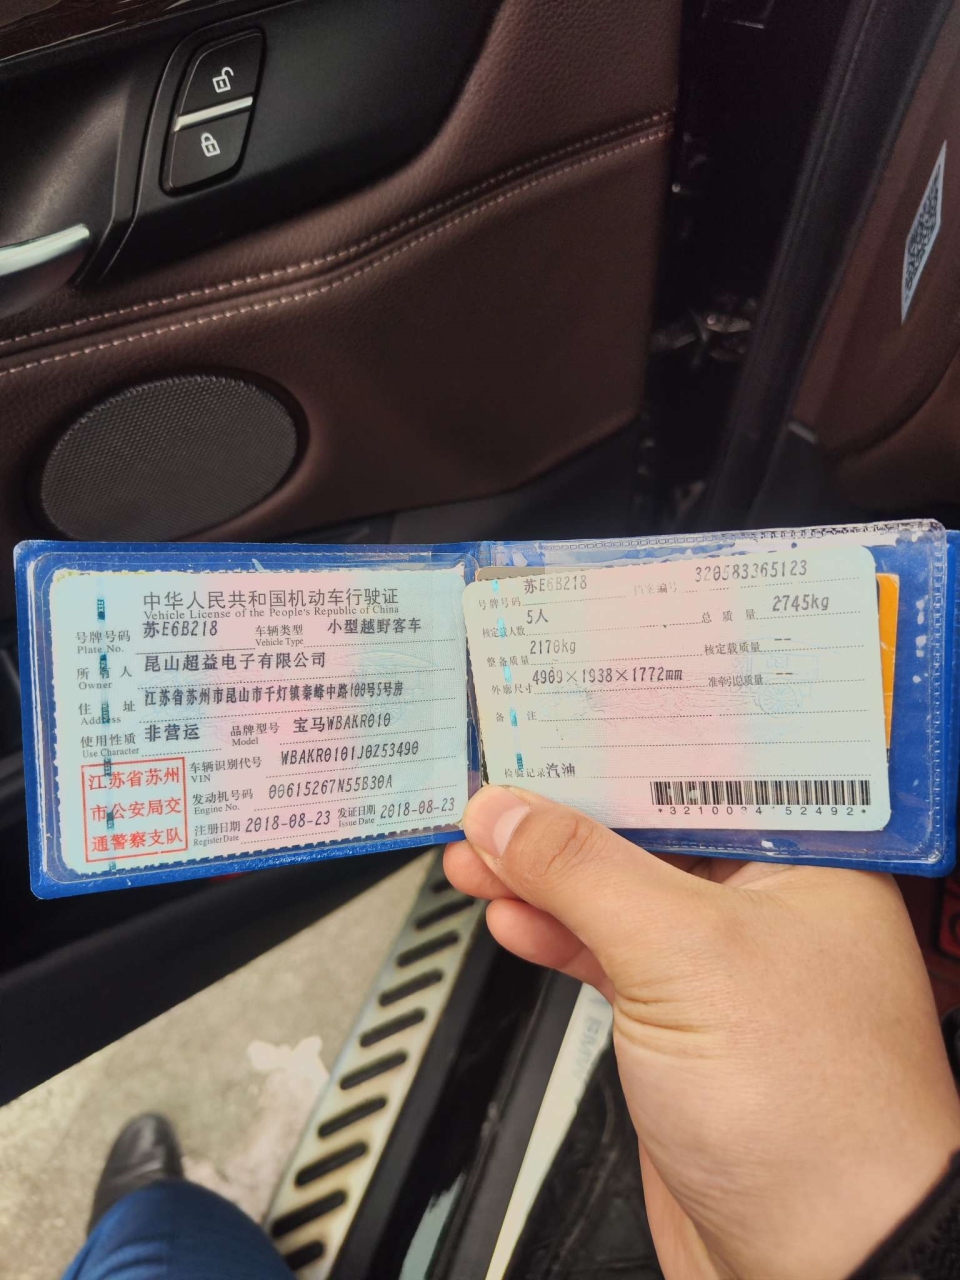 中华人民共和国机动车行驶证
Vehicle License of the People's Republic of China
号牌号码 苏E6B218 车辆类型 小型越野客车
Plate No. Vehicle Type
所有人 昆山超益电子有限公司
Owner
住址 江苏省苏州市昆山市千灯镇秦峰中路100号5号房
Address
使用性质 非营运 品牌型号 宝马WBAKR010
Use Character Model
江苏省苏州
市公安局交
通警察支队
车辆识别代号 WBAKR0101J0Z53490
VIN
发动机号码 00615267N55B30A
Engine No.
注册日期 2018-08-23 发证日期 2018-08-23
Register Date Issue Date
号牌号码 苏E6B218 档案编号 320583365123
核定载人数 5人 总质量 2745kg
整备质量 2170kg 核定载质量 --
外廓尺寸 4909×1938×1772mm 准牵引总质量 --
备注
检验记录 汽油
BMW